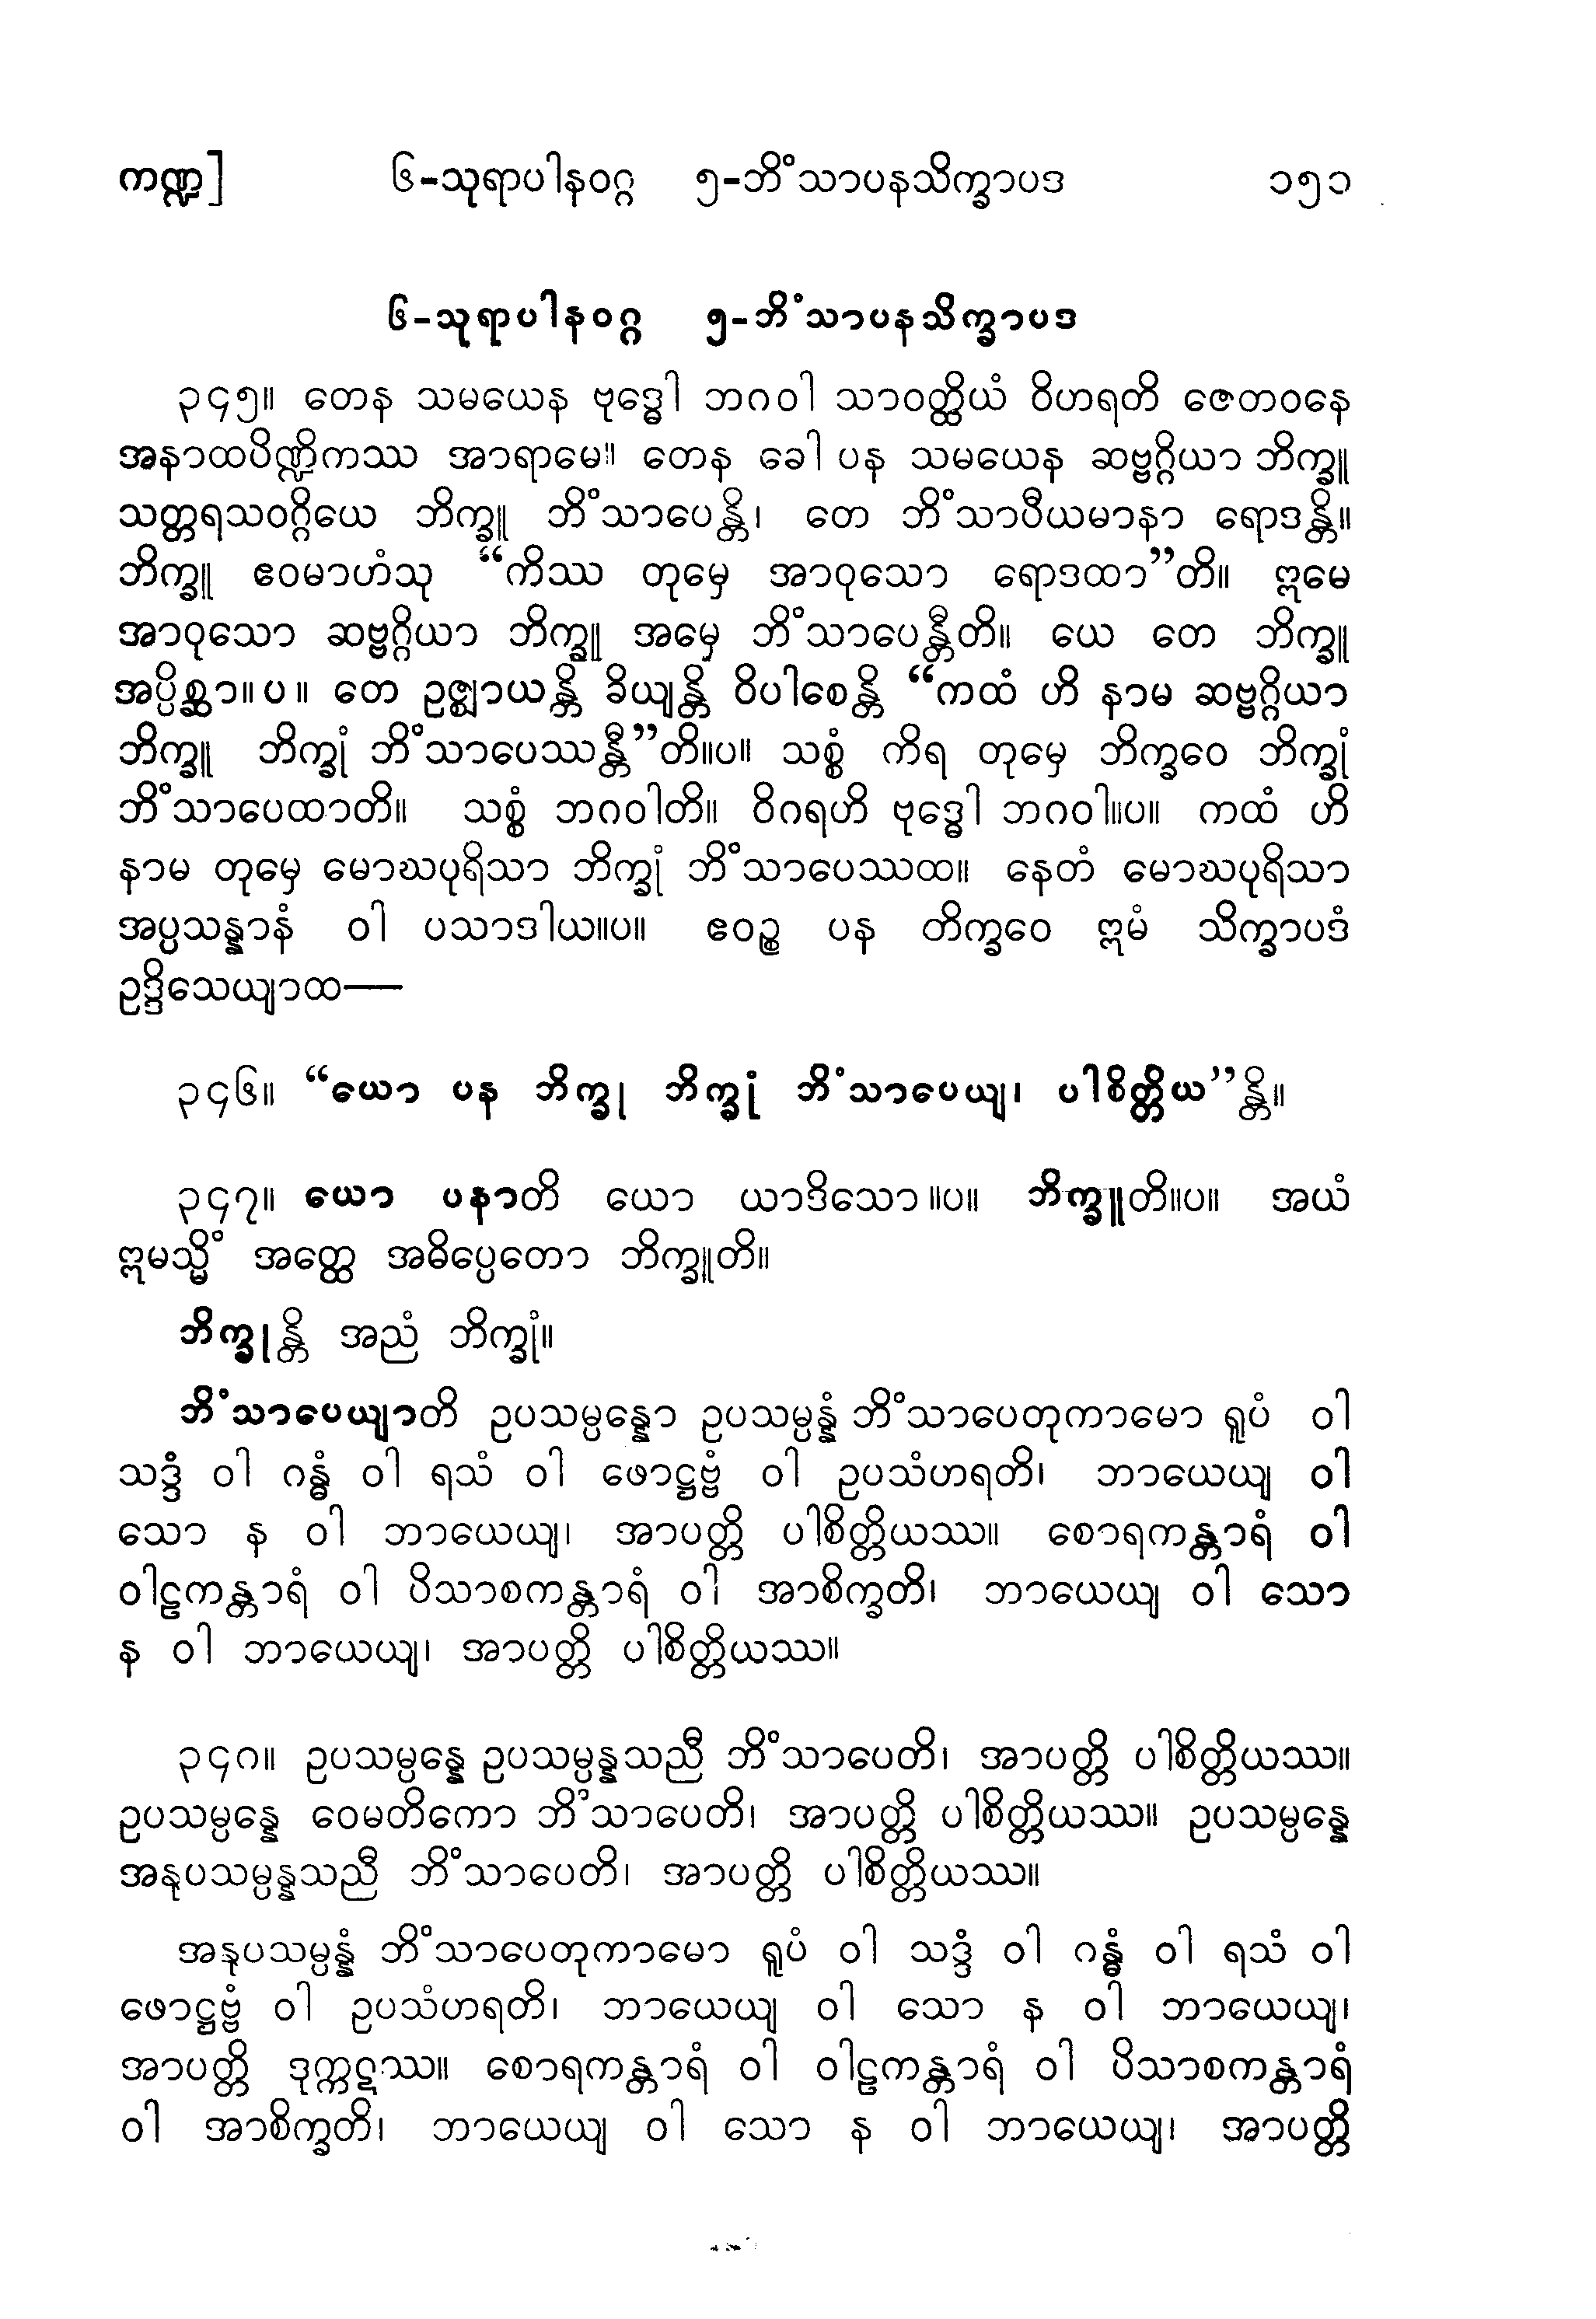 ကဏ္ဍ] ၆-သုရာပါနဝဂ္ဂ ၅-ဘိံသာပနသိက္ခာပဒ ၁၅၁
၆-သုရာပါနဝဂ္ဂ ၅-ဘိံသာပနသိက္ခာပဒ
၃၄၅။ တေန သမယေန ဗုဒ္ဓေါ ဘဂဝါ သာဝတ္ထိယံ ဝိဟရတိ ဇေတဝနေ
အနာထပိဏ္ဍိကဿ အာရာမေ။ တေန ခေါ ပန သမယေန ဆဗ္ဗဂ္ဂိယာ ဘိက္ခူ
သတ္တရသဝဂ္ဂိယေ ဘိက္ခူ ဘိံသာပေန္တိ၊ တေ ဘိံသာပီယမာနာ ရောဒန္တိ။
ဘိက္ခူ ဧဝမာဟံသု “ကိဿ တုမှေ အာဝုသော ရောဒထာ”တိ။ ဣမေ
အာဝုသော ဆဗ္ဗဂ္ဂိယာ ဘိက္ခူ အမှေ ဘိံသာပေန္တီတိ။ ယေ တေ ဘိက္ခူ
အပ္ပိစ္ဆာ။ပ။ တေ ဥဇ္ဈာယန္တိ ခိယျန္တိ ဝိပါစေန္တိ “ကထံ ဟိ နာမ ဆဗ္ဗဂ္ဂိယာ
ဘိက္ခူ ဘိက္ခုံ ဘိံသာပေဿန္တီ”တိ။ပ။ သစ္စံ ကိရ တုမှေ ဘိက္ခဝေ ဘိက္ခုံ
ဘိံသာပေထာတိ။ သစ္စံ ဘဂဝါတိ။ ဝိဂရဟိ ဗုဒ္ဓေါ ဘဂဝါ။ပ။ ကထံ ဟိ
နာမ တုမှေ မောဃပုရိသာ ဘိက္ခုံ ဘိံသာပေဿထ။ နေတံ မောဃပုရိသာ
အပ္ပသန္နာနံ ဝါ ပသာဒါယ။ပ။ ဧဝဉ္စ ပန တိက္ခဝေ ဣမံ သိက္ခာပဒံ
ဥဒ္ဒိသေယျာထ—
၃၄၆။ “ယော ပန ဘိက္ခု ဘိက္ခုံ ဘိံသာပေယျ၊ ပါစိတ္တိယ”န္တိ။
၃၄၇။ ယော ပနာတိ ယော ယာဒိသော။ပ။ ဘိက္ခူတိ။ပ။ အယံ
ဣမသ္မိံ အတ္ထေ အဓိပ္ပေတော ဘိက္ခူတိ။
ဘိက္ခုန္တိ အညံ ဘိက္ခုံ။
ဘိံသာပေယျာတိ ဥပသမ္ပန္နော ဥပသမ္ပန္နံ ဘိံသာပေတုကာမော ရူပံ ဝါ
သဒ္ဒံ ဝါ ဂန္ဓံ ဝါ ရသံ ဝါ ဖောဋ္ဌဗ္ဗံ ဝါ ဥပသံဟရတိ၊ ဘာယေယျ ဝါ
သော န ဝါ ဘာယေယျ၊ အာပတ္တိ ပါစိတ္တိယဿ။ စောရကန္တာရံ ဝါ
ဝါဠကန္တာရံ ဝါ ပိသာစကန္တာရံ ဝါ အာစိက္ခတိ၊ ဘာယေယျ ဝါ သော
န ဝါ ဘာယေယျ၊ အာပတ္တိ ပါစိတ္တိယဿ။
၃၄၈။ ဥပသမ္ပန္နေ ဥပသမ္ပန္နသညီ ဘိံသာပေတိ၊ အာပတ္တိ ပါစိတ္တိယဿ။
ဥပသမ္ပန္နေ ဝေမတိကော ဘိံသာပေတိ၊ အာပတ္တိ ပါစိတ္တိယဿ။ ဥပသမ္ပန္နေ
အနုပသမ္ပန္နသညီ ဘိံသာပေတိ၊ အာပတ္တိ ပါစိတ္တိယဿ။
အနုပသမ္ပန္နံ ဘိံသာပေတုကာမော ရူပံ ဝါ သဒ္ဒံ ဝါ ဂန္ဓံ ဝါ ရသံ ဝါ
ဖောဋ္ဌဗ္ဗံ ဝါ ဥပသံဟရတိ၊ ဘာယေယျ ဝါ သော န ဝါ ဘာယေယျ၊
အာပတ္တိ ဒုက္ကဋဿ။ စောရကန္တာရံ ဝါ ဝါဠကန္တာရံ ဝါ ပိသာစကန္တာရံ
ဝါ အာစိက္ခတိ၊ ဘာယေယျ ဝါ သော န ဝါ ဘာယေယျ၊ အာပတ္တိ